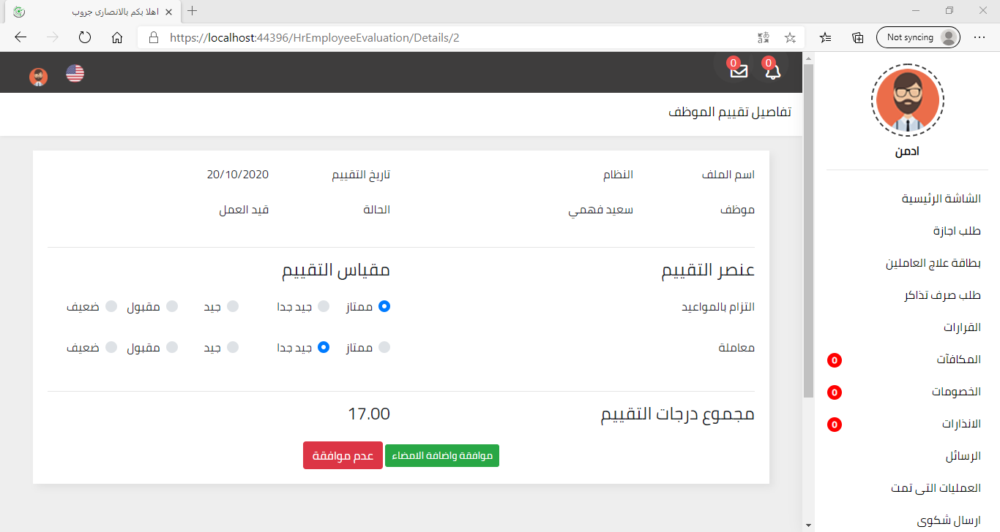 اهلا بكم بالانصارى جروب
https://localhost:44396/HrEmployeeEvaluation/Details/2
Not syncing
0
0
تفاصيل تقييم الموظف
اسم الملف النظام تاريخ التقييم 20/10/2020
موظف سعيد فهمي الحالة قيد العمل
عنصر التقييم مقياس التقييم
التزام بالمواعيد ممتاز جيد جدا جيد مقبول ضعيف
معاملة ممتاز جيد جدا جيد مقبول ضعيف
مجموع درجات التقييم 17.00
موافقة واضافة الامضاء عدم موافقة
ادمن
الشاشة الرئيسية
طلب اجازة
بطاقة علاج العاملين
طلب صرف تذاكر
القرارات
المكافآت 0
الخصومات 0
الانذارات 0
الرسائل
العمليات التى تمت
ارسال شكوى